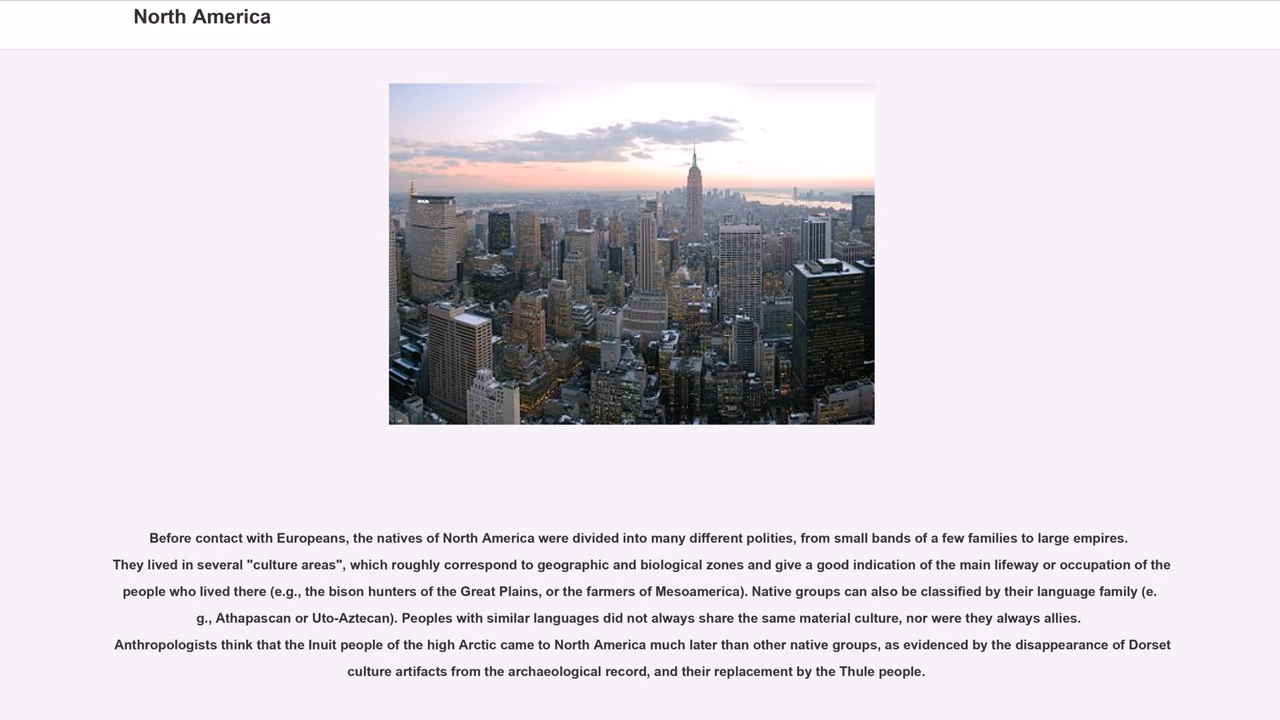 North America
Before contact with Europeans, the natives of North America were divided into many different polities, from small bands of a few families to large empires.
They lived in several "culture areas", which roughly correspond to geographic and biological zones and give a good indication of the main lifeway or occupation of the
people who lived there (e.g., the bison hunters of the Great Plains, or the farmers of Mesoamerica). Native groups can also be classified by their language family (e.
g., Athapascan or Uto-Aztecan). Peoples with similar languages did not always share the same material culture, nor were they always allies.
Anthropologists think that the Inuit people of the high Arctic came to North America much later than other native groups, as evidenced by the disappearance of Dorset
culture artifacts from the archaeological record, and their replacement by the Thule people.